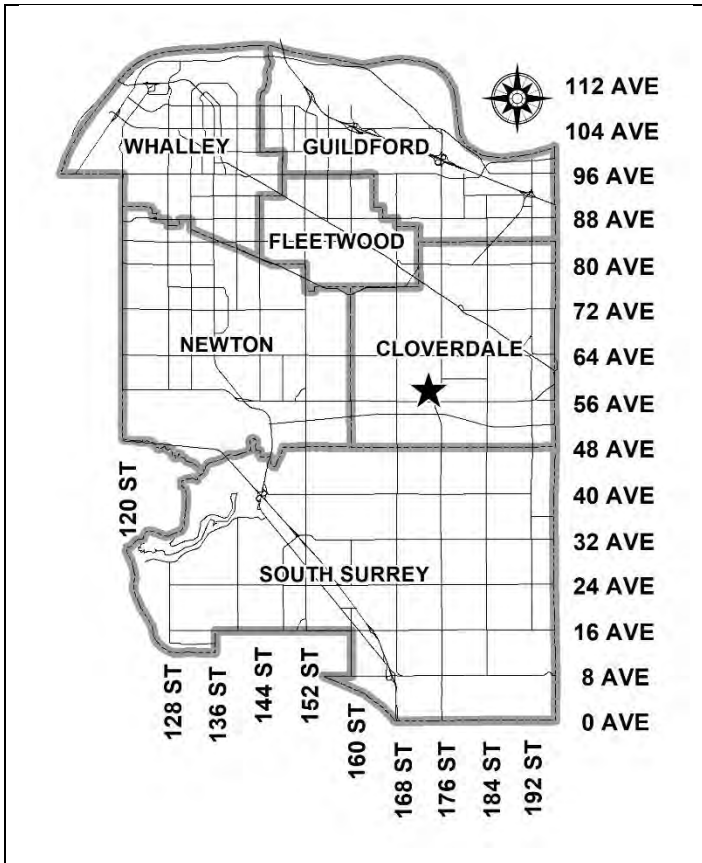 112 AVE
104 AVE
WHALLEY
GUILDFORD
96 AVE
88 AVE
FLEETWOOD
80 AVE
72 AVE
NEWTON
CLOVERDALE
64 AVE
56 AVE
48 AVE
120 ST
40 AVE
32 AVE
SOUTH SURREY
24 AVE
16 AVE
8 AVE
0 AVE
128 ST
136 ST
144 ST
152 ST
160 ST
168 ST
176 ST
184 ST
192 ST